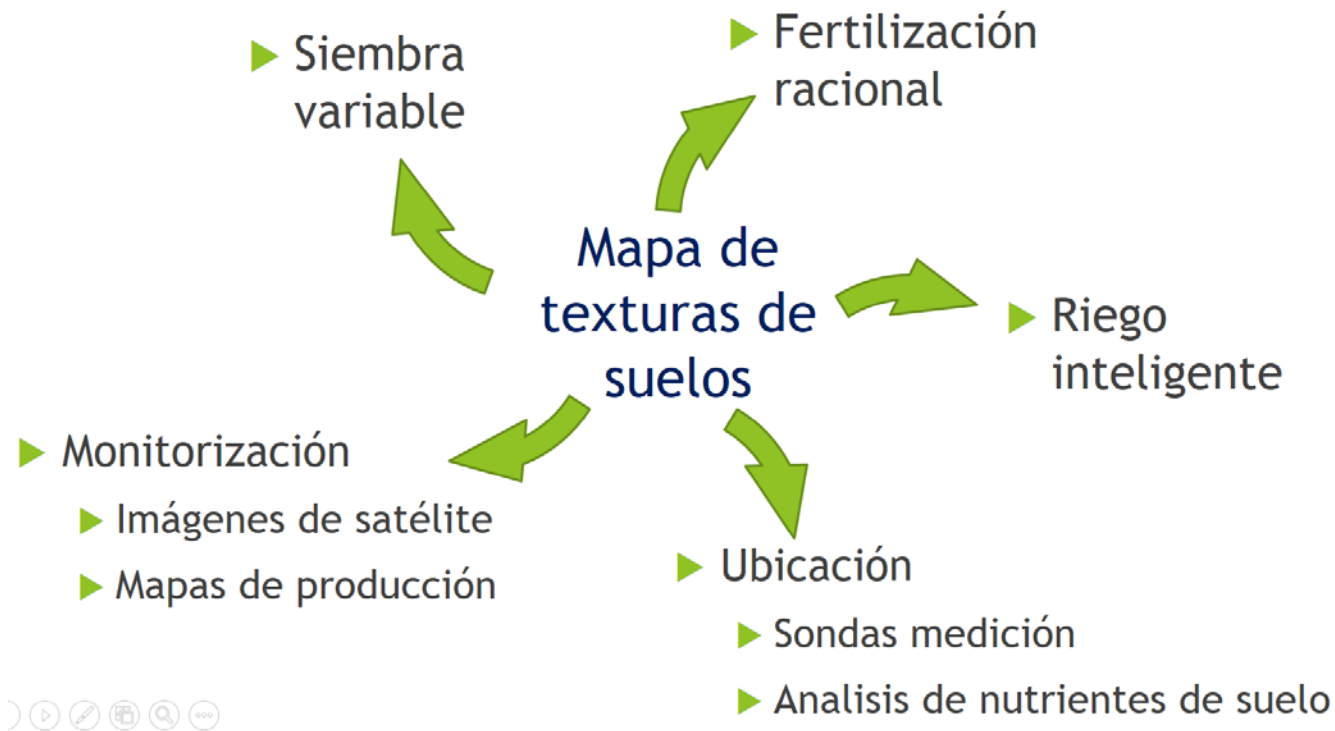 Siembra
variable
Fertilización
racional
Mapa de
texturas de
suelos
Riego
inteligente
Monitorización
Imágenes de satélite
Mapas de producción
Ubicación
Sondas medición
Analisis de nutrientes de suelo